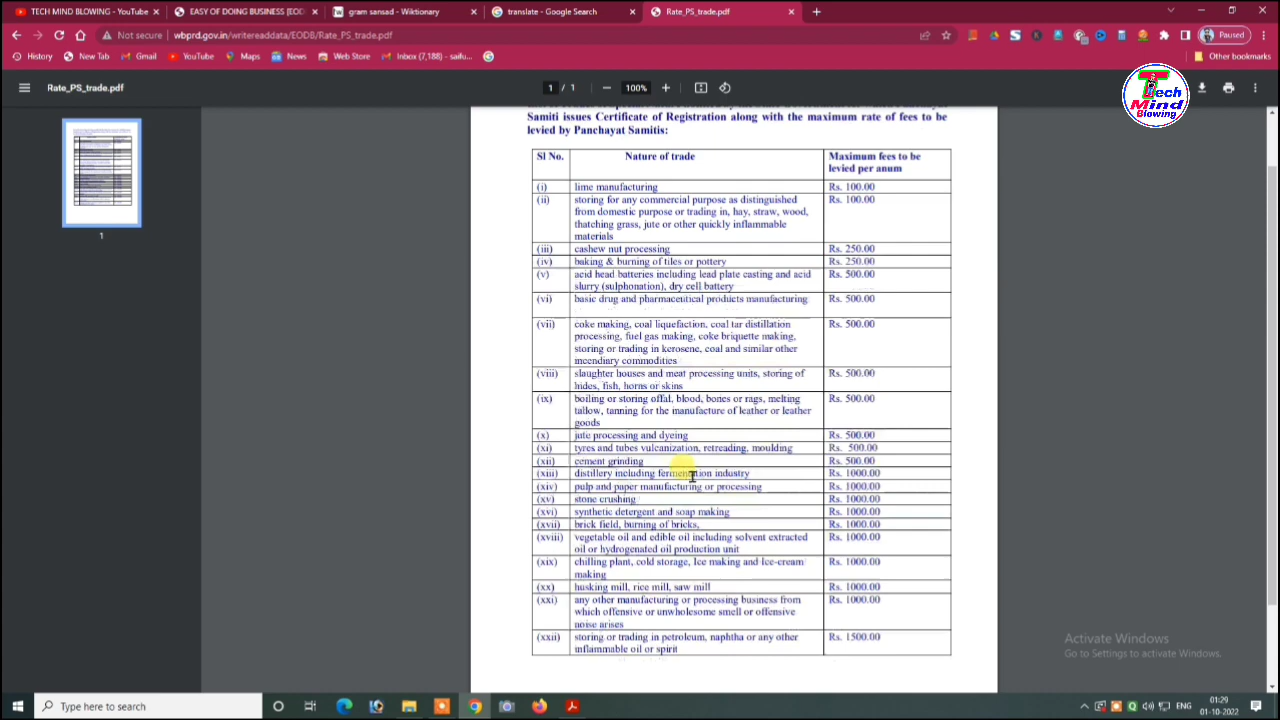 TECH MIND BLOWING - YouTube
EASY OF DOING BUSINESS [EOD
gram sansad - Wiktionary
translate - Google Search
Rate_PS_trade.pdf
Not secure | wbprd.gov.in/writereaddata/EODB/Rate_PS_trade.pdf
Paused
History
New Tab
Gmail
YouTube
Maps
News
Web Store
Inbox (7,188) - saifu...
Other bookmarks
Rate_PS_trade.pdf
1 / 1
100%
Tech
Mind
Blowing
1
Samiti issues Certificate of Registration along with the maximum rate of fees to be
levied by Panchayat Samitis:
Sl No. Nature of trade Maximum fees to be
levied per anum
(i) lime manufacturing Rs. 100.00
(ii) storing for any commercial purpose as distinguished Rs. 100.00
from domestic purpose or trading in, hay, straw, wood,
thatching grass, jute or other quickly inflammable
materials
(iii) cashew nut processing Rs. 250.00
(iv) baking & burning of tiles or pottery Rs. 250.00
(v) acid head batteries including lead plate casting and acid Rs. 500.00
slurry (sulphonation), dry cell battery
(vi) basic drug and pharmaceutical products manufacturing Rs. 500.00
(vii) coke making, coal liquefaction, coal tar distillation Rs. 500.00
processing, fuel gas making, coke briquette making,
storing or trading in kerosene, coal and similar other
incendiary commodities
(viii) slaughter houses and meat processing units, storing of Rs. 500.00
hides, fish, horns or skins
(ix) boiling or storing offal, blood, bones or rags, melting Rs. 500.00
tallow, tanning for the manufacture of leather or leather
goods
(x) jute processing and dyeing Rs. 500.00
(xi) tyres and tubes vulcanization, retreading, moulding Rs. 500.00
(xii) cement grinding Rs. 500.00
(xiii) distillery including fermentation industry Rs. 1000.00
(xiv) pulp and paper manufacturing or processing Rs. 1000.00
(xv) stone crushing Rs. 1000.00
(xvi) synthetic detergent and soap making Rs. 1000.00
(xvii) brick field, burning of bricks, Rs. 1000.00
(xviii) vegetable oil and edible oil including solvent extracted Rs. 1000.00
oil or hydrogenated oil production unit
(xix) chilling plant, cold storage, Ice making and Ice-cream Rs. 1000.00
making
(xx) husking mill, rice mill, saw mill Rs. 1000.00
(xxi) any other manufacturing or processing business from Rs. 1000.00
which offensive or unwholesome smell or offensive
noise arises
(xxii) storing or trading in petroleum, naphtha or any other Rs. 1500.00
inflammable oil or spirit
Activate Windows
Go to Settings to activate Windows.
Type here to search
ENG
01:29
01-10-2022